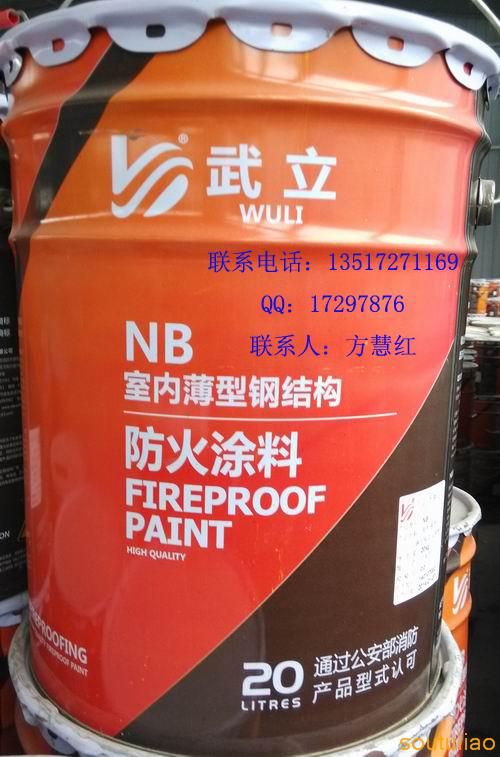 武立
WULI
联系电话：13517271169
QQ：17297876
联系人：方慧红
NB
室内薄型钢结构
防火涂料
FIREPROOF
PAINT
HIGH QUALITY
NB
20
LITRES
通过公安部消防
产品型式认可
soutuliao